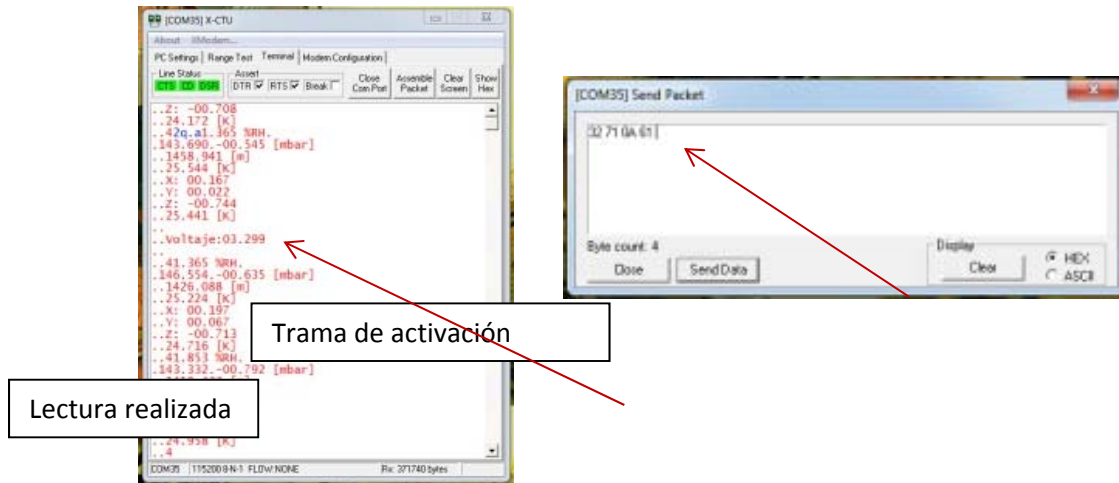 [COM35] X-CTU
About XModem...
PC Settings | Range Test Terminal | Modem Configuration |
Line Status
CTS CD DSR
Assert
DTR RTS Break
Close Com Port
Assemble Packet
Clear Screen
Show Hex
..Z: -00.708
..24.172 [K]
..42q.a1.365 %RH.
.143.690.-00.545 [mbar]
..1458.941 [m]
..25.544 [K]
..X: 00.167
..Y: 00.022
..Z: -00.744
..25.441 [K]
..
..Voltaje:03.299
..
..41.365 %RH.
.146.554.-00.635 [mbar]
..1426.088 [m]
..25.224 [K]
..X: 00.197
..Y: 00.067
..Z: -00.713
..24.716 [K]
..41.853 %RH.
.143.332.-00.792 [mbar]
..24.958 [K]
..4
COM35 115200 8-N-1 FLOW:NONE Rx: 371740 bytes
[COM35] Send Packet
32 71 0A 61
Byte count: 4
Close
Send Data
Display
Clear
HEX
ASCII
Trama de activación
Lectura realizada